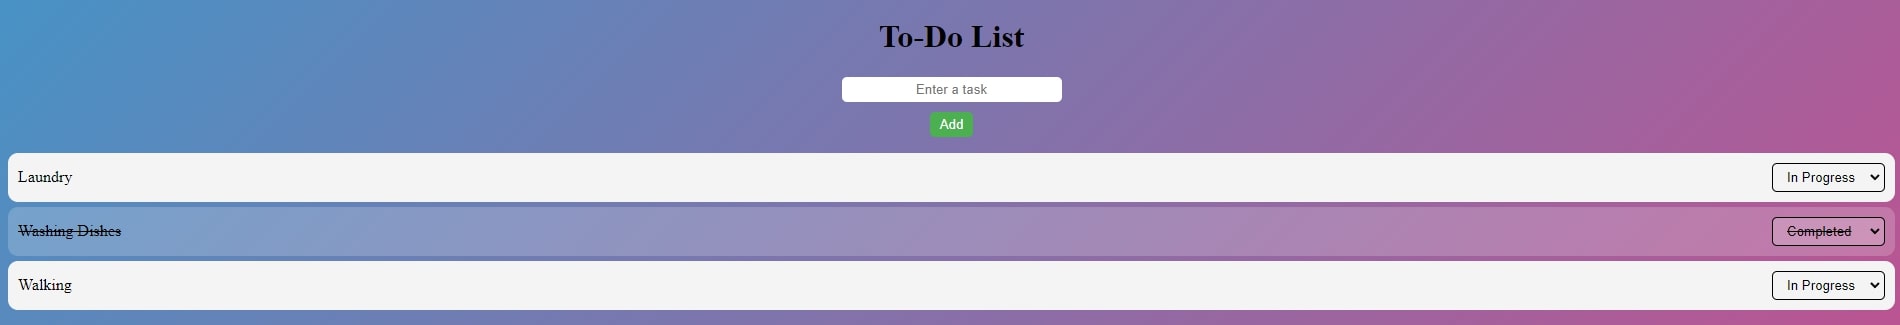 To-Do List
Enter a task
Add
Laundry In Progress
Washing Dishes Completed
Walking In Progress